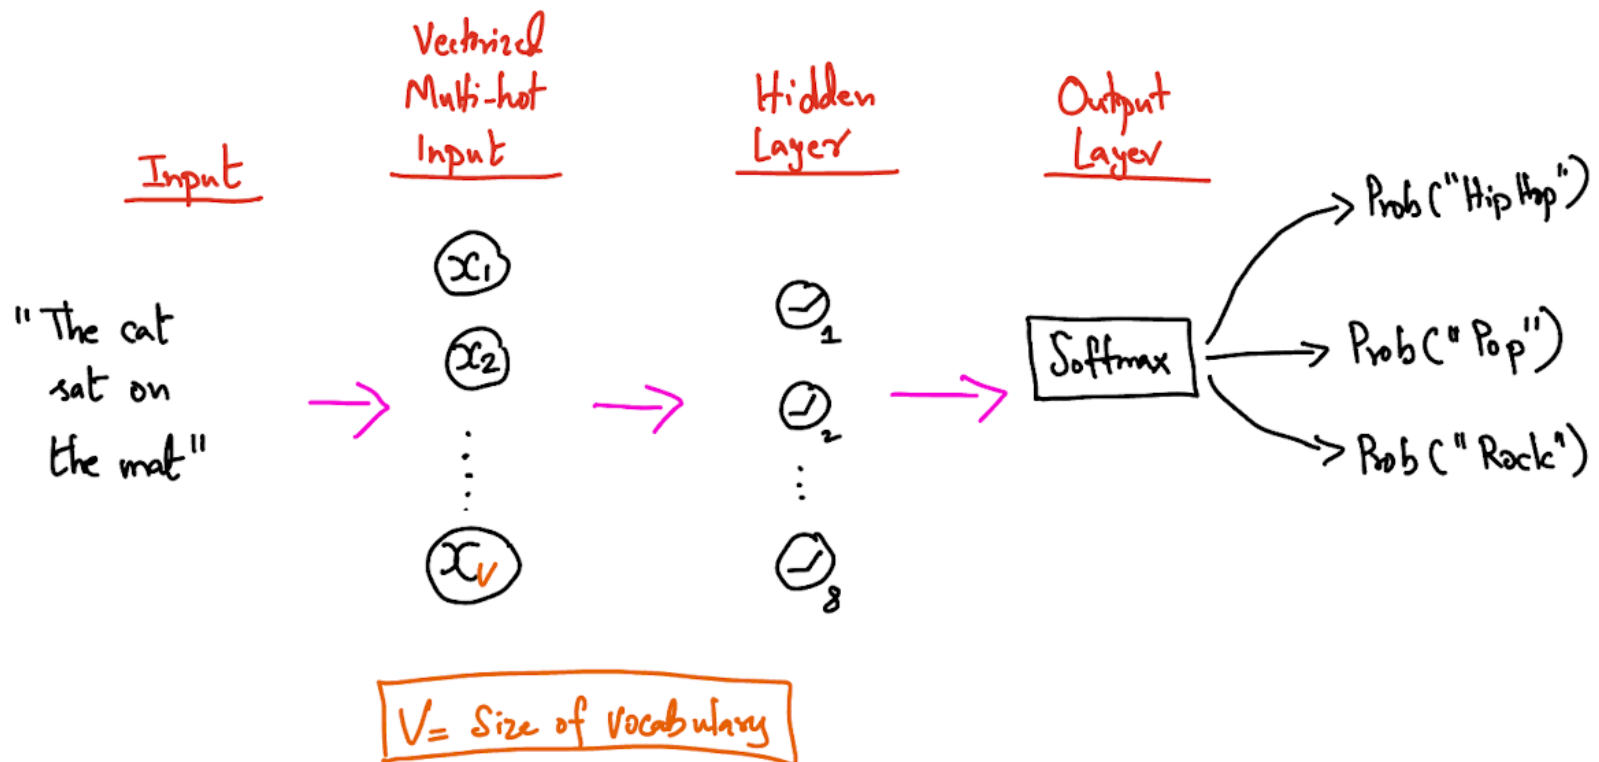 Input
Vectorized
Multi-hot
Input
Hidden
Layer
Output
Layer
"The cat
sat on
the mat"
x1
x2
xV
1
2
8
Softmax
Prob("Hip Hop")
Prob("Pop")
Prob("Rock")
V= Size of vocabulary